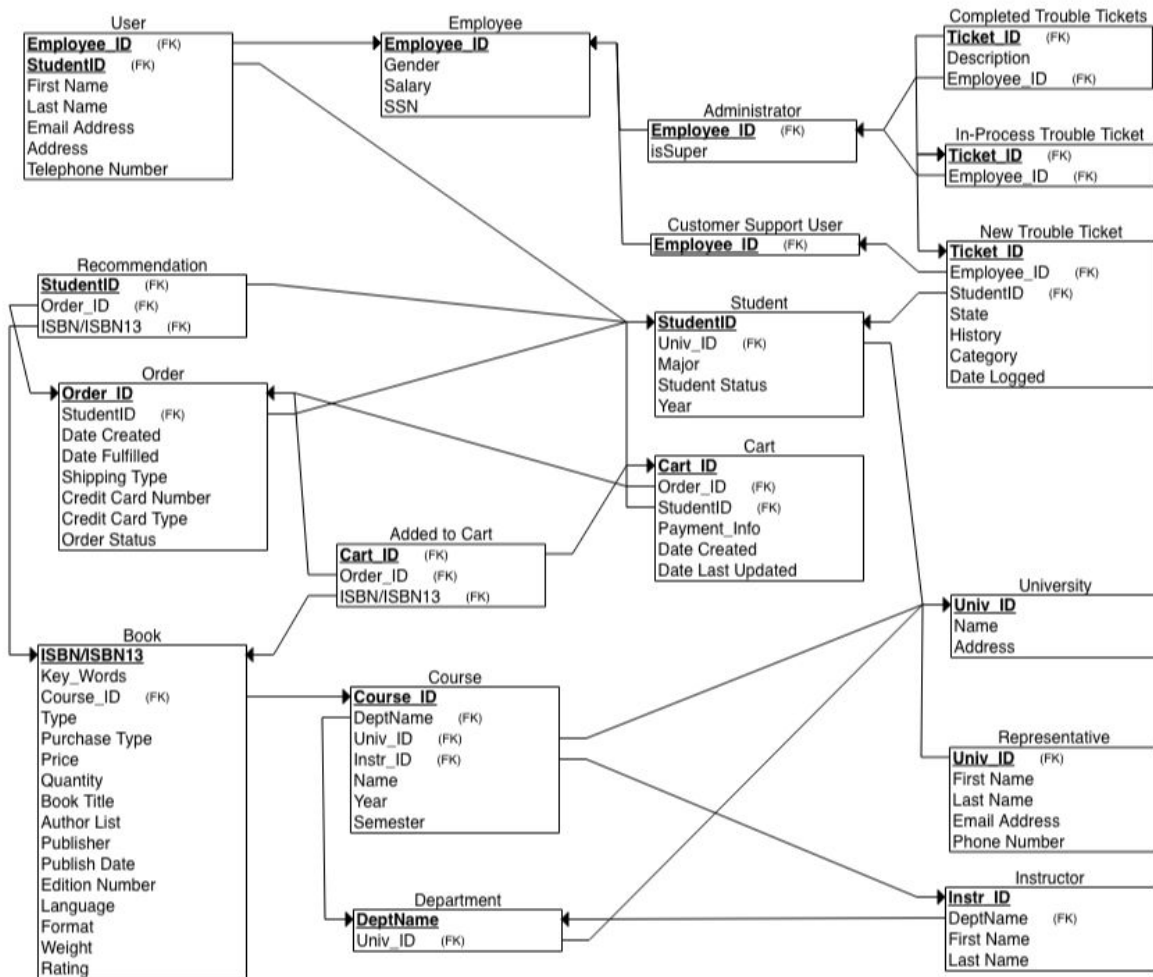 User
Employee_ID (FK)
StudentID (FK)
First Name
Last Name
Email Address
Address
Telephone Number
Employee
Employee_ID
Gender
Salary
SSN
Completed Trouble Tickets
Ticket_ID (FK)
Description
Employee_ID (FK)
Administrator
Employee_ID (FK)
isSuper
In-Process Trouble Ticket
Ticket_ID (FK)
Employee_ID (FK)
Customer Support User
Employee_ID (FK)
New Trouble Ticket
Ticket_ID
Employee_ID (FK)
StudentID (FK)
State
History
Category
Date Logged
Recommendation
StudentID (FK)
Order_ID (FK)
ISBN/ISBN13 (FK)
Student
StudentID
Univ_ID (FK)
Major
Student Status
Year
Order
Order_ID
StudentID (FK)
Date Created
Date Fulfilled
Shipping Type
Credit Card Number
Credit Card Type
Order Status
Cart
Cart_ID
Order_ID (FK)
StudentID (FK)
Payment_Info
Date Created
Date Last Updated
Added to Cart
Cart_ID (FK)
Order_ID (FK)
ISBN/ISBN13 (FK)
University
Univ_ID
Name
Address
Book
ISBN/ISBN13
Key_Words
Course_ID (FK)
Type
Purchase Type
Price
Quantity
Book Title
Author List
Publisher
Publish Date
Edition Number
Language
Format
Weight
Rating
Course
Course_ID
DeptName (FK)
Univ_ID (FK)
Instr_ID (FK)
Name
Year
Semester
Representative
Univ_ID (FK)
First Name
Last Name
Email Address
Phone Number
Department
DeptName
Univ_ID (FK)
Instructor
Instr_ID
DeptName (FK)
First Name
Last Name